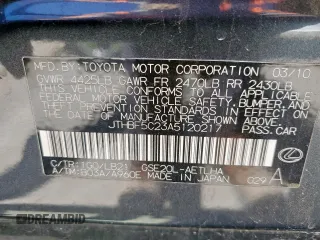 MFD.BY:TOYOTA MOTOR CORPORATION 03/10
GVWR 4425LB GAWR FR 2470LB RR 2430LB
THIS VEHICLE CONFORMS TO ALL APPLICABLE
FEDERAL MOTOR VEHICLE SAFETY, BUMPER, AND
THEFT PREVENTION STANDARDS IN EFFECT ON
THE DATE OF MANUFACTURE SHOWN ABOVE.
JTHBF5C23A5120217 PASS. CAR
C/TR:1G0/LB21 GSE20L-AETLHA
A/TM:B03A/A960E MADE IN JAPAN 029 A